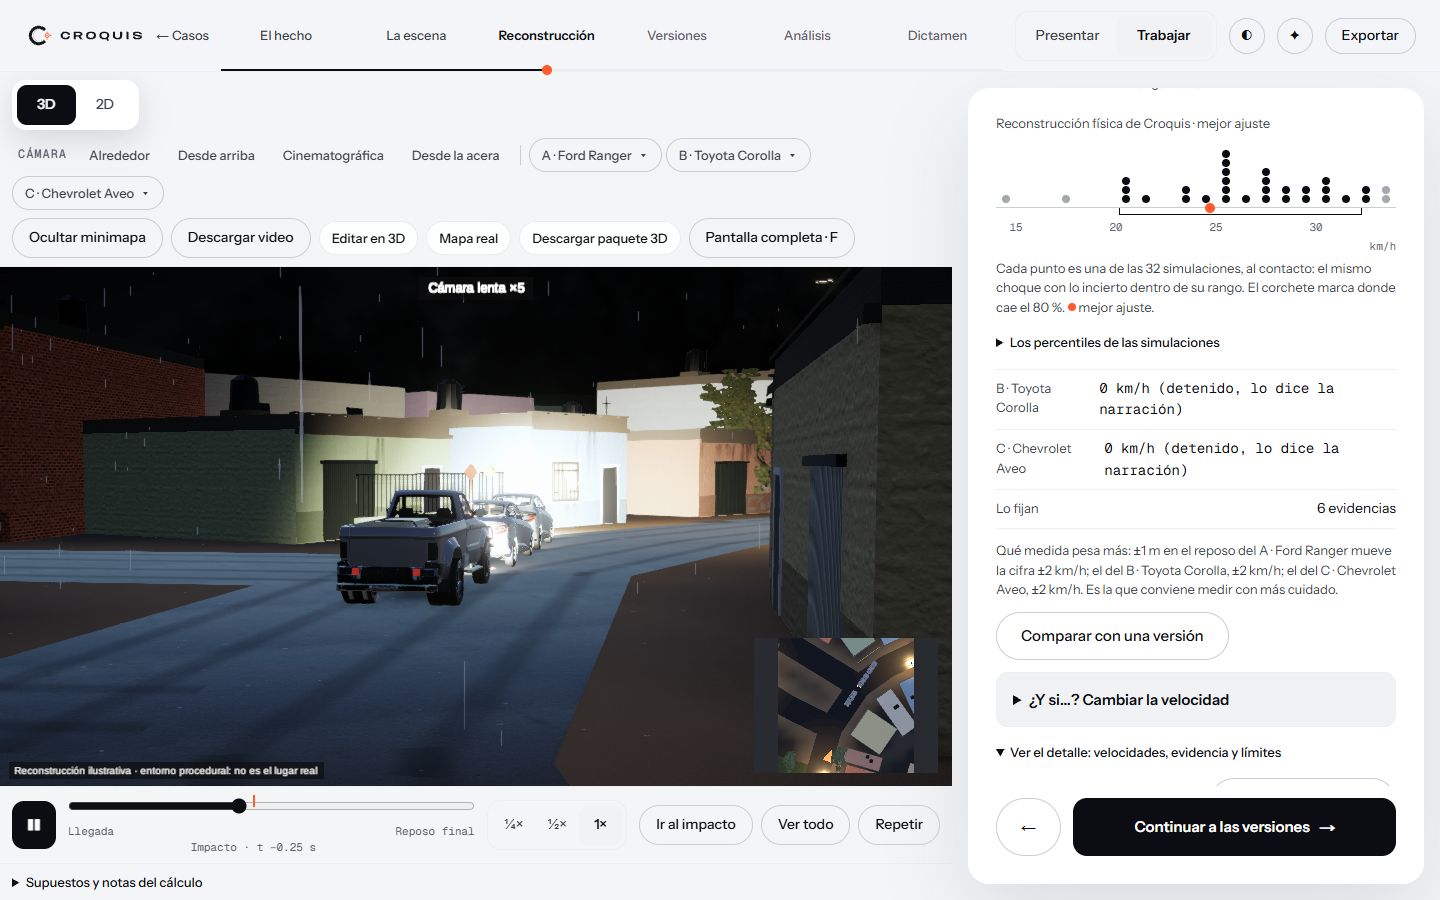 CROQUIS
← Casos
El hecho
La escena
Reconstrucción
Versiones
Análisis
Dictamen
Presentar
Trabajar
Exportar
3D
2D
CÁMARA
Alrededor
Desde arriba
Cinematográfica
Desde la acera
A · Ford Ranger
B · Toyota Corolla
C · Chevrolet Aveo
Ocultar minimapa
Descargar video
Editar en 3D
Mapa real
Descargar paquete 3D
Pantalla completa · F
Cámara lenta ×5
Reconstrucción ilustrativa - entorno procedural: no es el lugar real
Llegada
Reposo final
Impacto · t −0.25 s
¼×
½×
1×
Ir al impacto
Ver todo
Repetir
Supuestos y notas del cálculo
Reconstrucción física de Croquis · mejor ajuste
15
20
25
30
km/h
Cada punto es una de las 32 simulaciones, al contacto: el mismo
choque con lo incierto dentro de su rango. El corchete marca donde
cae el 80 %. mejor ajuste.
Los percentiles de las simulaciones
B · Toyota
Corolla
0 km/h (detenido, lo dice la
narración)
C · Chevrolet
Aveo
0 km/h (detenido, lo dice la
narración)
Lo fijan
6 evidencias
Qué medida pesa más: ±1 m en el reposo del A · Ford Ranger mueve
la cifra ±2 km/h; el del B · Toyota Corolla, ±2 km/h; el del C · Chevrolet
Aveo, ±2 km/h. Es la que conviene medir con más cuidado.
Comparar con una versión
¿Y si…? Cambiar la velocidad
Ver el detalle: velocidades, evidencia y límites
←
Continuar a las versiones →